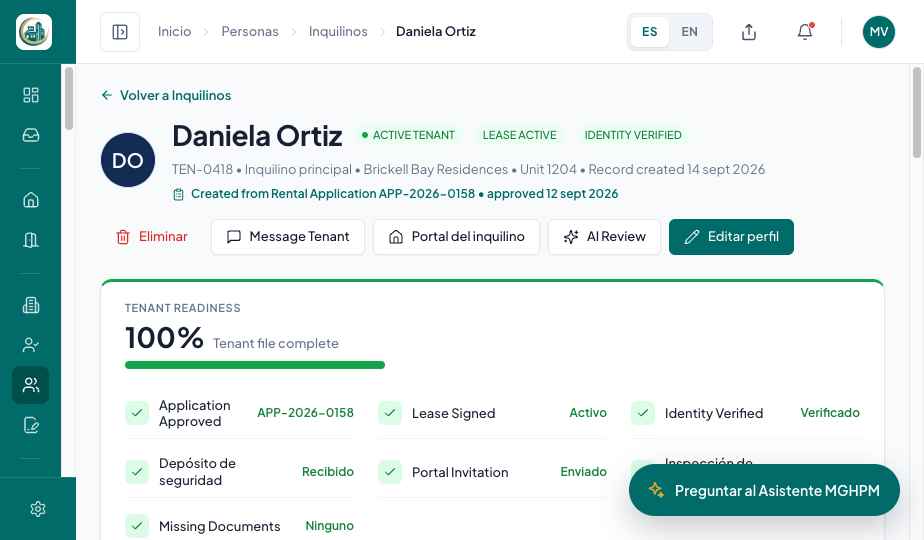 Inicio
Personas
Inquilinos
Daniela Ortiz
ES
EN
MV
Volver a Inquilinos
DO
Daniela Ortiz
ACTIVE TENANT
LEASE ACTIVE
IDENTITY VERIFIED
TEN-0418 • Inquilino principal • Brickell Bay Residences • Unit 1204 • Record created 14 sept 2026
Created from Rental Application APP-2026-0158 • approved 12 sept 2026
Eliminar
Message Tenant
Portal del inquilino
AI Review
Editar perfil
TENANT READINESS
100% Tenant file complete
Application
Approved
APP-2026-0158
Lease Signed
Activo
Identity Verified
Verificado
Depósito de
seguridad
Recibido
Portal Invitation
Enviado
Inspección de
Preguntar al Asistente MGHPM
Missing Documents
Ninguno